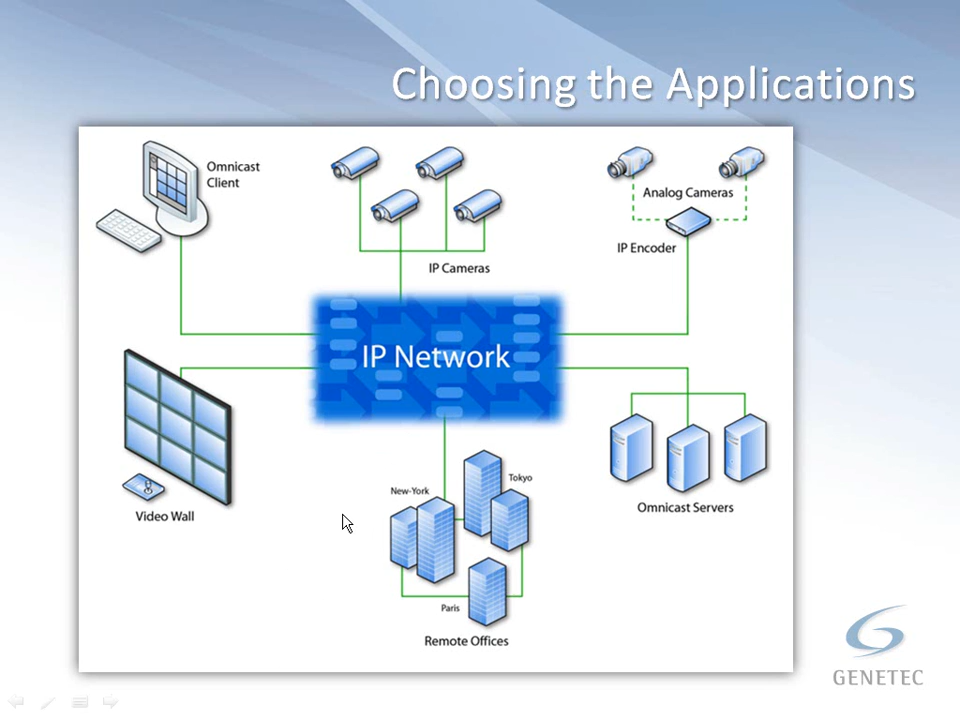 Choosing the Applications
Omnicast
Client
IP Cameras
Analog Cameras
IP Encoder
IP Network
Video Wall
New-York
Tokyo
Paris
Remote Offices
Omnicast Servers
GENETEC